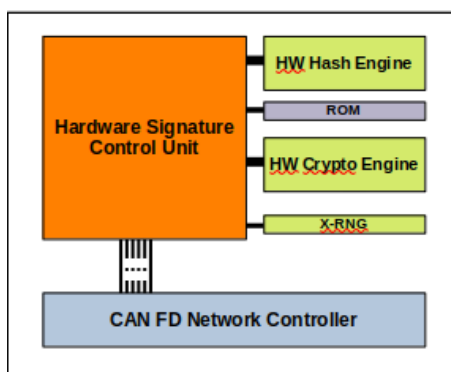 HW Hash Engine
ROM
Hardware Signature
Control Unit
HW Crypto Engine
X-RNG
CAN FD Network Controller